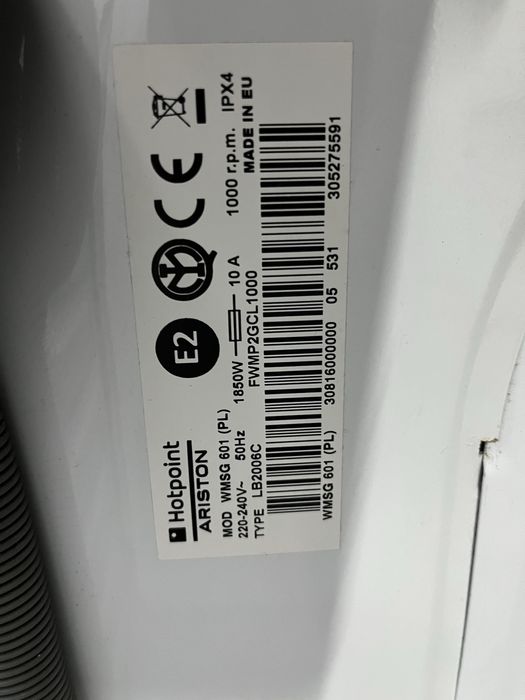 Hotpoint
ARISTON
E2
CE
MOD WMSG 601 (PL)
220-240V~ 50Hz 1850W 10 A 1000 r.p.m. IPX4
TYPE LB2006C FWMP2GCL1000 MADE IN EU
WMSG 601 (PL) 30816000000 05 531 305275591